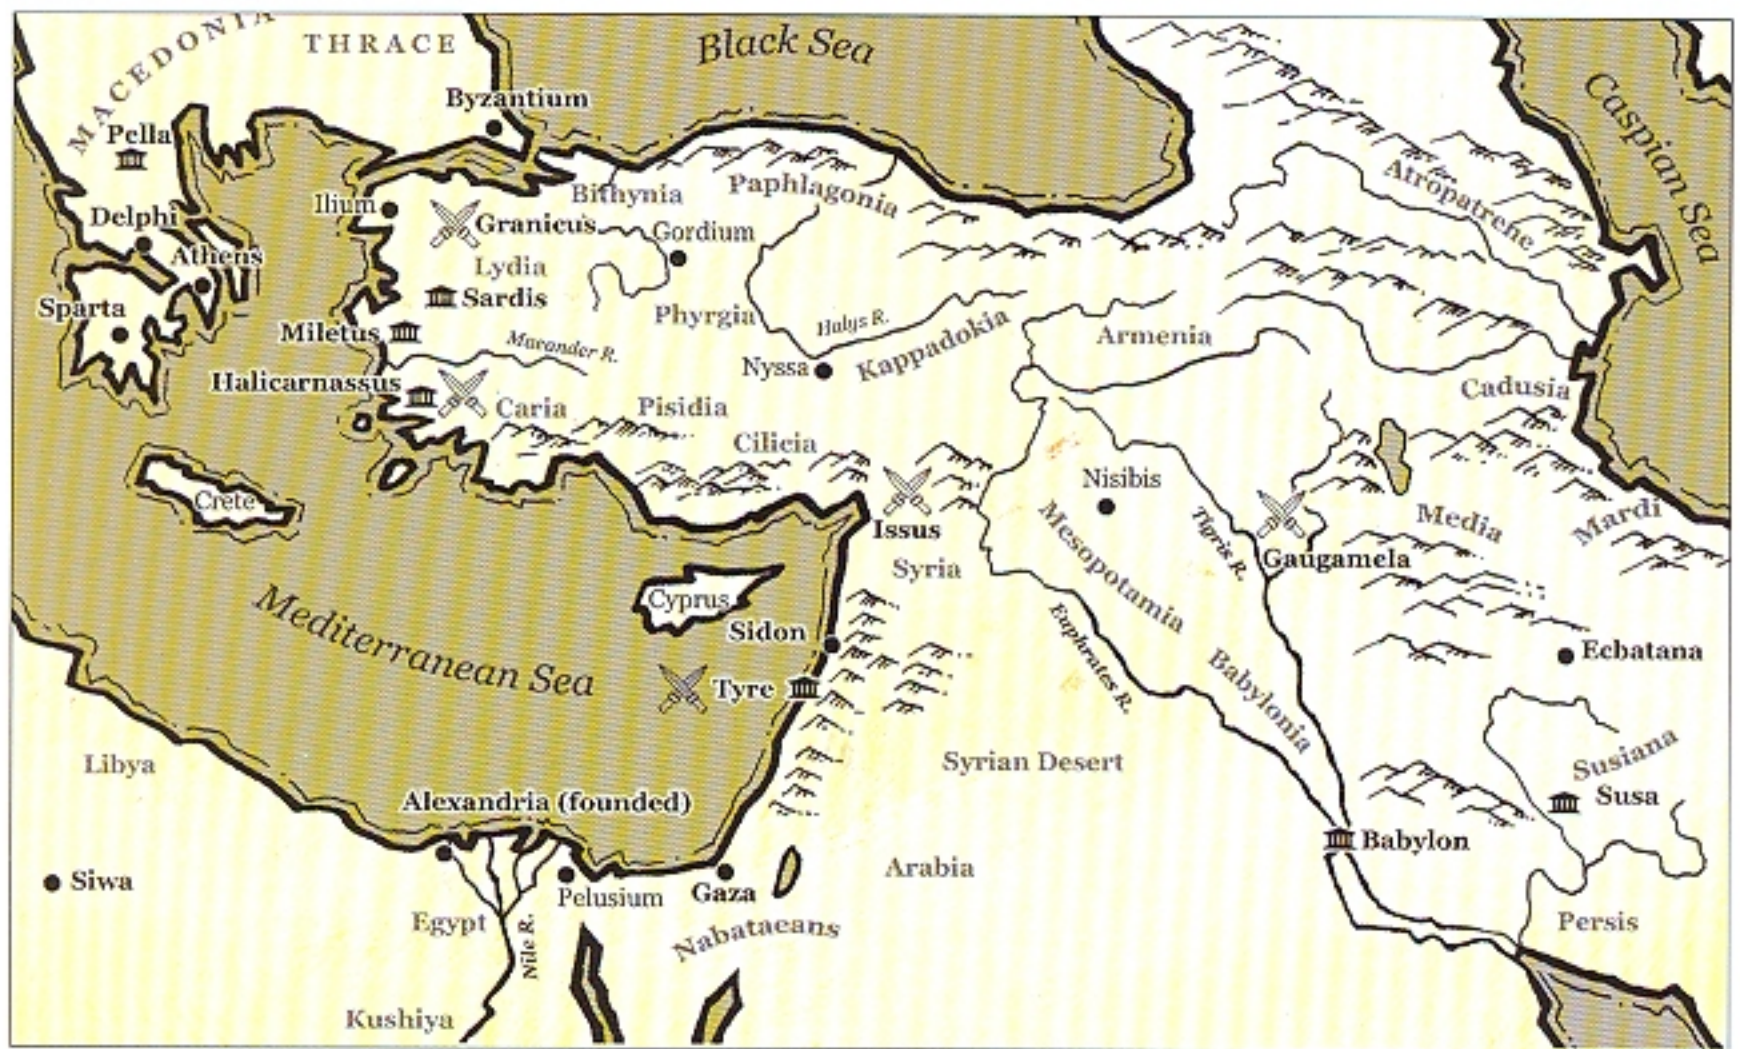 MACEDONIA
THRACE
Black Sea
Caspian Sea
Byzantium
Pella
Atropatrene
Bithynia
Paphlagonia
Ilium
Delphi
Granicus
Gordium
Athens
Lydia
Sardis
Sparta
Phyrgia
Halys R.
Miletus
Maeander R.
Armenia
Nyssa
Kappadokia
Halicarnassus
Caria
Pisidia
Cadusia
Cilicia
Nisibis
Crete
Issus
Mesopotamia
Tigris R.
Media
Mardi
Gaugamela
Syria
Cyprus
Mediterranean Sea
Sidon
Euphrates R.
Ecbatana
Tyre
Babylonia
Libya
Syrian Desert
Susiana
Susa
Alexandria (founded)
Babylon
Siwa
Arabia
Pelusium
Gaza
Egypt
Nile R.
Nabataeans
Persis
Kushiya